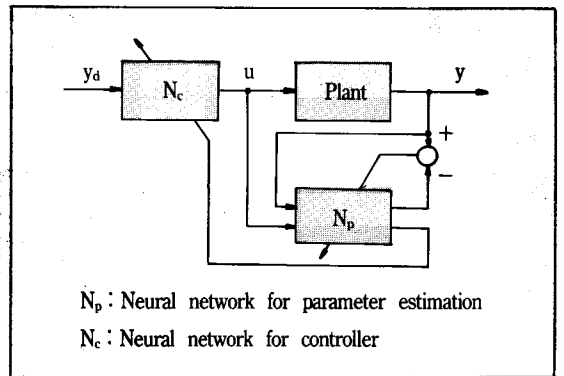 y_d
N_c
u
Plant
y
+
−
N_p
N_p : Neural network for parameter estimation
N_c : Neural network for controller